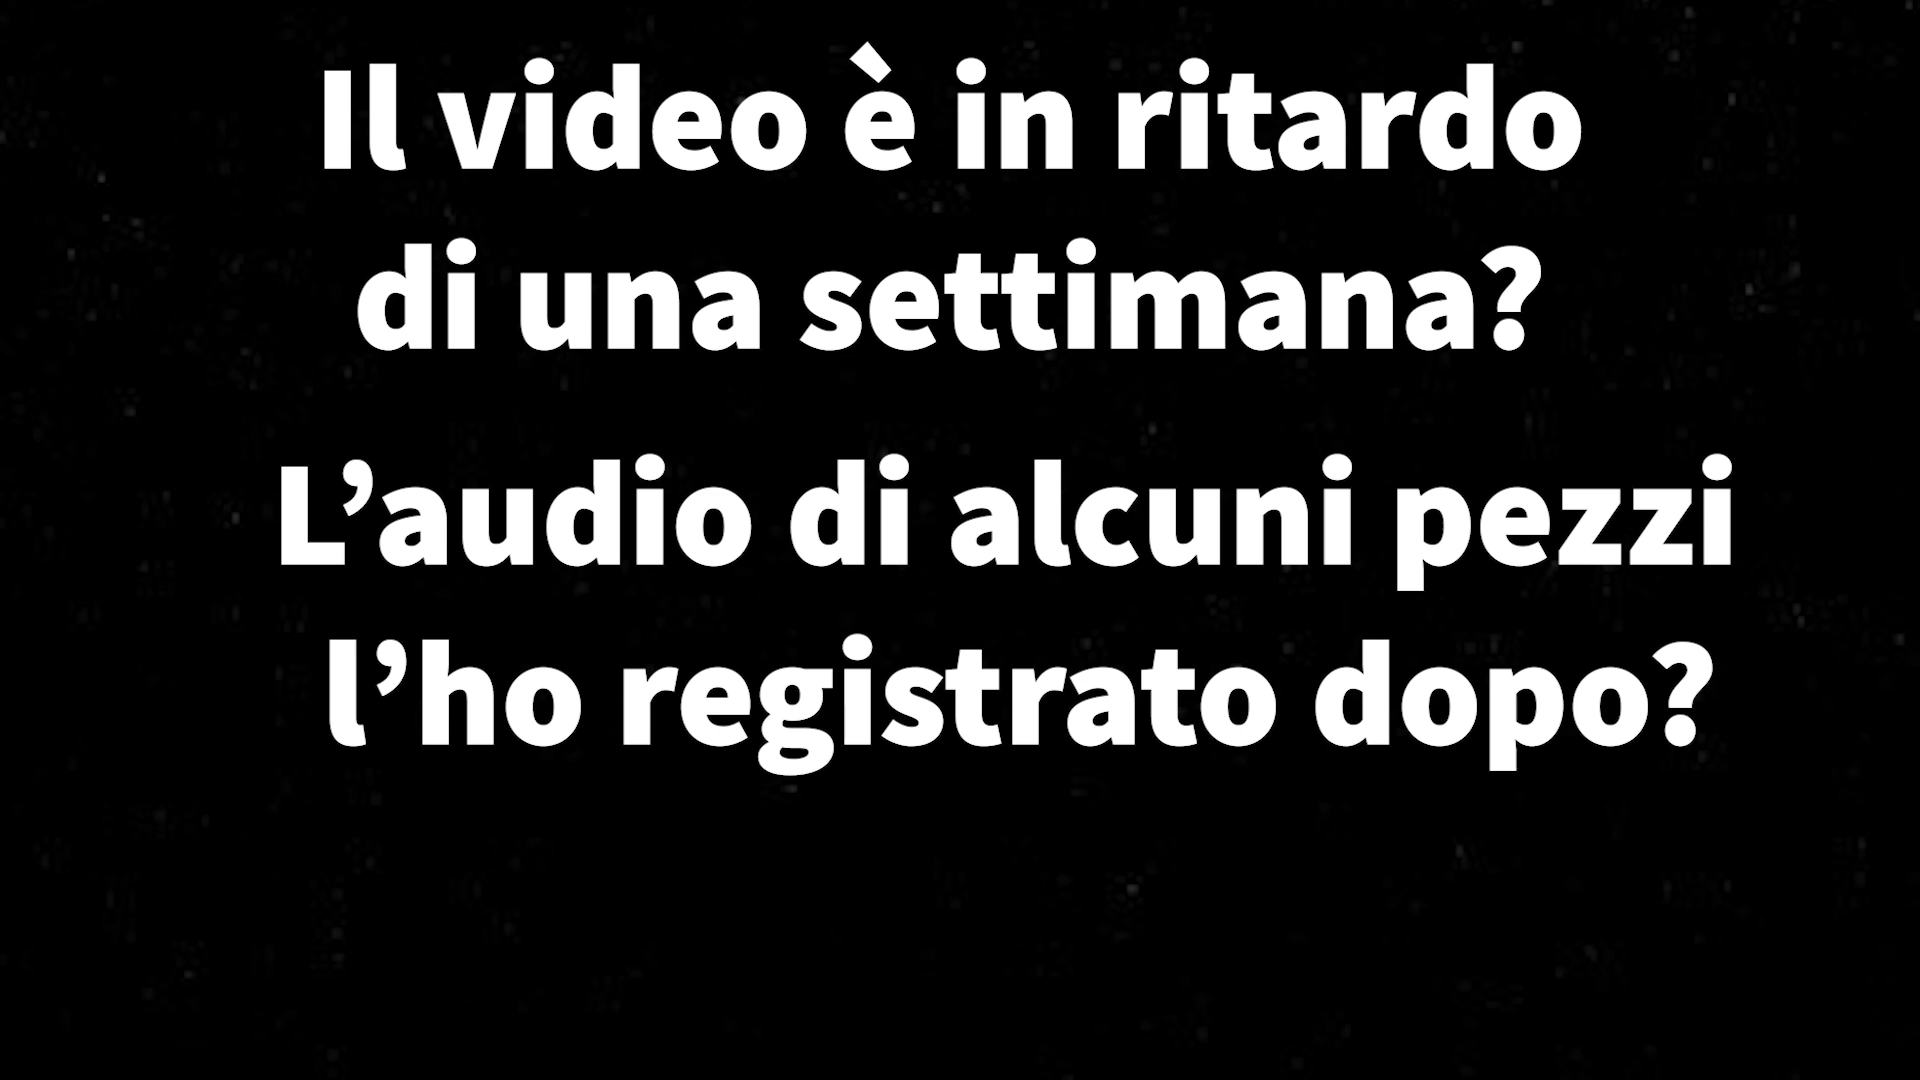 Il video è in ritardo
di una settimana?
L’audio di alcuni pezzi
l’ho registrato dopo?